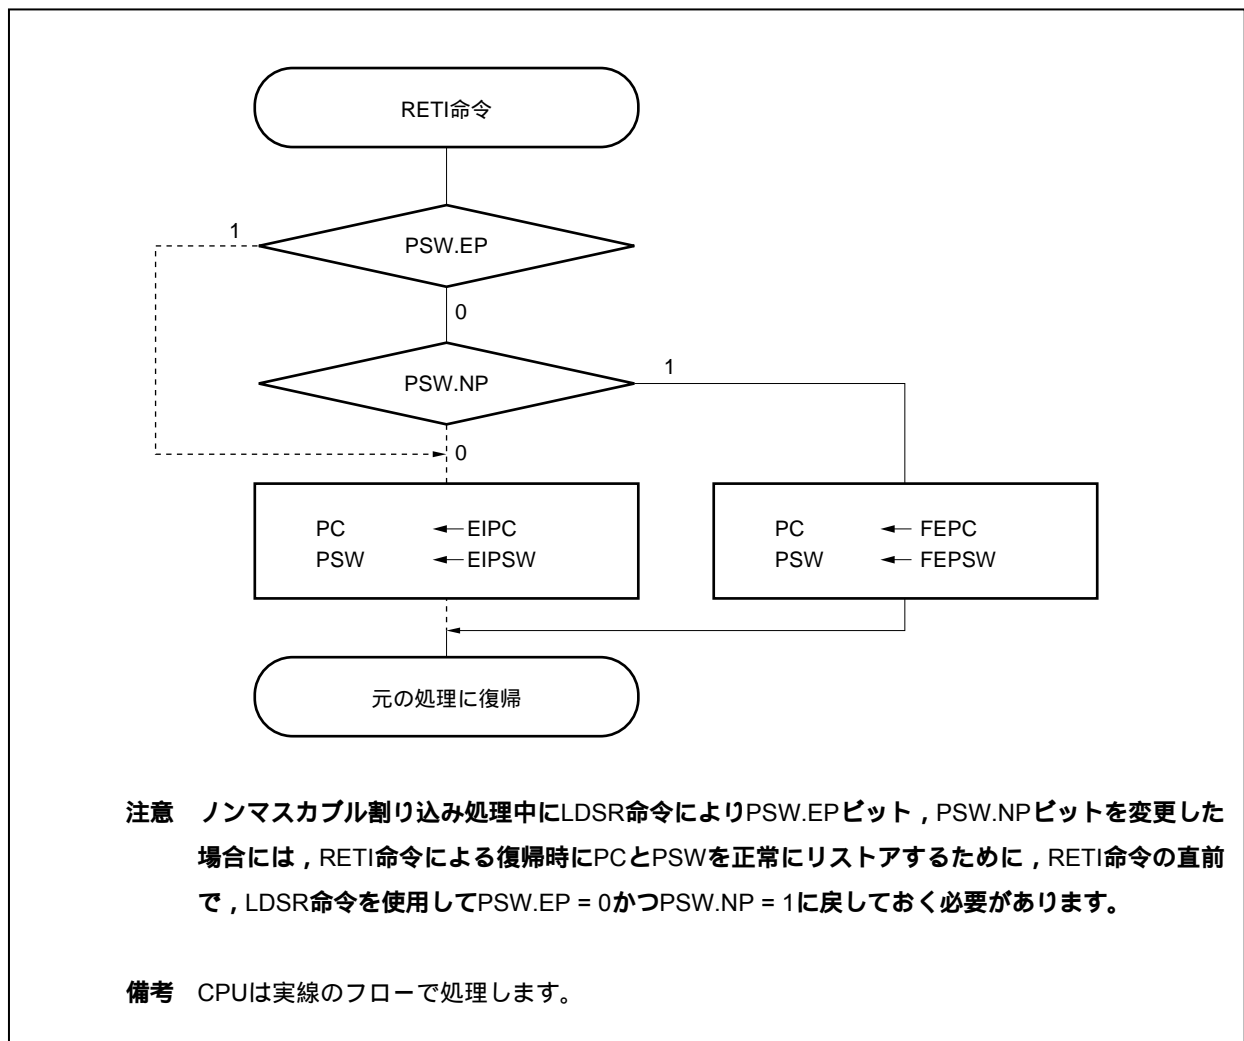 RETI命令
PSW.EP
1
0
PSW.NP
1
0
PC ← EIPC
PSW ← EIPSW
PC ← FEPC
PSW ← FEPSW
元の処理に復帰
注意 ノンマスカブル割り込み処理中にLDSR命令によりPSW.EPビット，PSW.NPビットを変更した
場合には，RETI命令による復帰時にPCとPSWを正常にリストアするために，RETI命令の直前
で，LDSR命令を使用してPSW.EP = 0かつPSW.NP = 1に戻しておく必要があります。
備考 CPUは実線のフローで処理します。